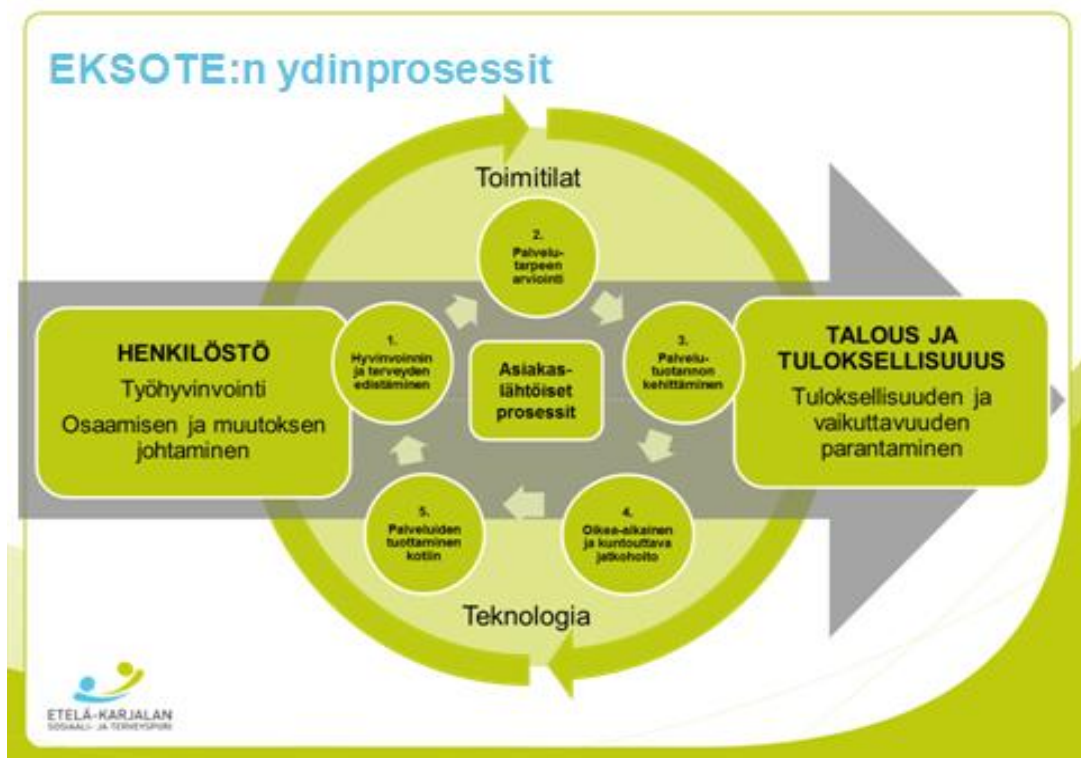 EKSOTE:n ydinprosessit
Toimitilat
2.
Palvelu-
tarpeen
arviointi
HENKILÖSTÖ
Työhyvinvointi
Osaamisen ja muutoksen
johtaminen
1.
Hyvinvoinnin
ja terveyden
edistäminen
Asiakas-
lähtöiset
prosessit
3.
Palvelu-
tuotannon
kehittäminen
TALOUS JA
TULOKSELLISUUUS
Tuloksellisuuden ja
vaikuttavuuden
parantaminen
5.
Palveluiden
tuottaminen
kotiin
4.
Oikea-aikainen
ja kuntouttava
jatkohoito
Teknologia
ETELÄ-KARJALAN
SOSIAALI- JA TERVEYSPIIRI